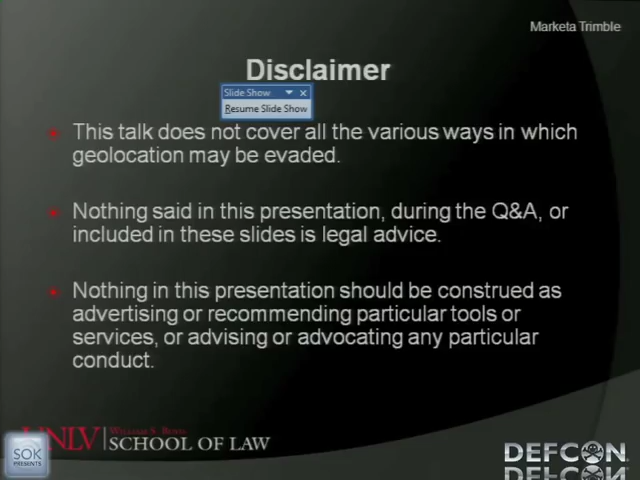 Marketa Trimble
Disclaimer
Slide Show
Resume Slide Show
This talk does not cover all the various ways in which
geolocation may be evaded.
Nothing said in this presentation, during the Q&A, or
included in these slides is legal advice.
Nothing in this presentation should be construed as
advertising or recommending particular tools or
services, or advising or advocating any particular
conduct.
UNLV WILLIAM S. BOYD
SCHOOL OF LAW
SOK
PRESENTS
DEFCON